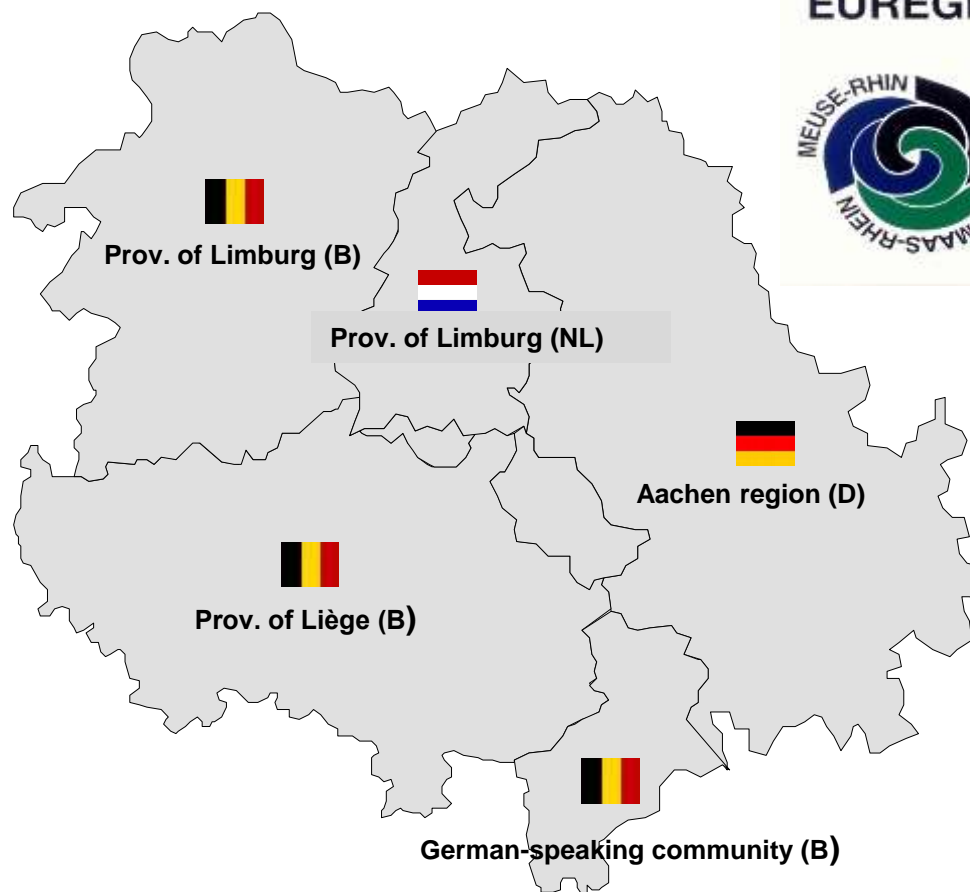 EUREGI
MEUSE-RHIN
MAAS-RHEIN
Prov. of Limburg (B)
Prov. of Limburg (NL)
Aachen region (D)
Prov. of Liège (B)
German-speaking community (B)